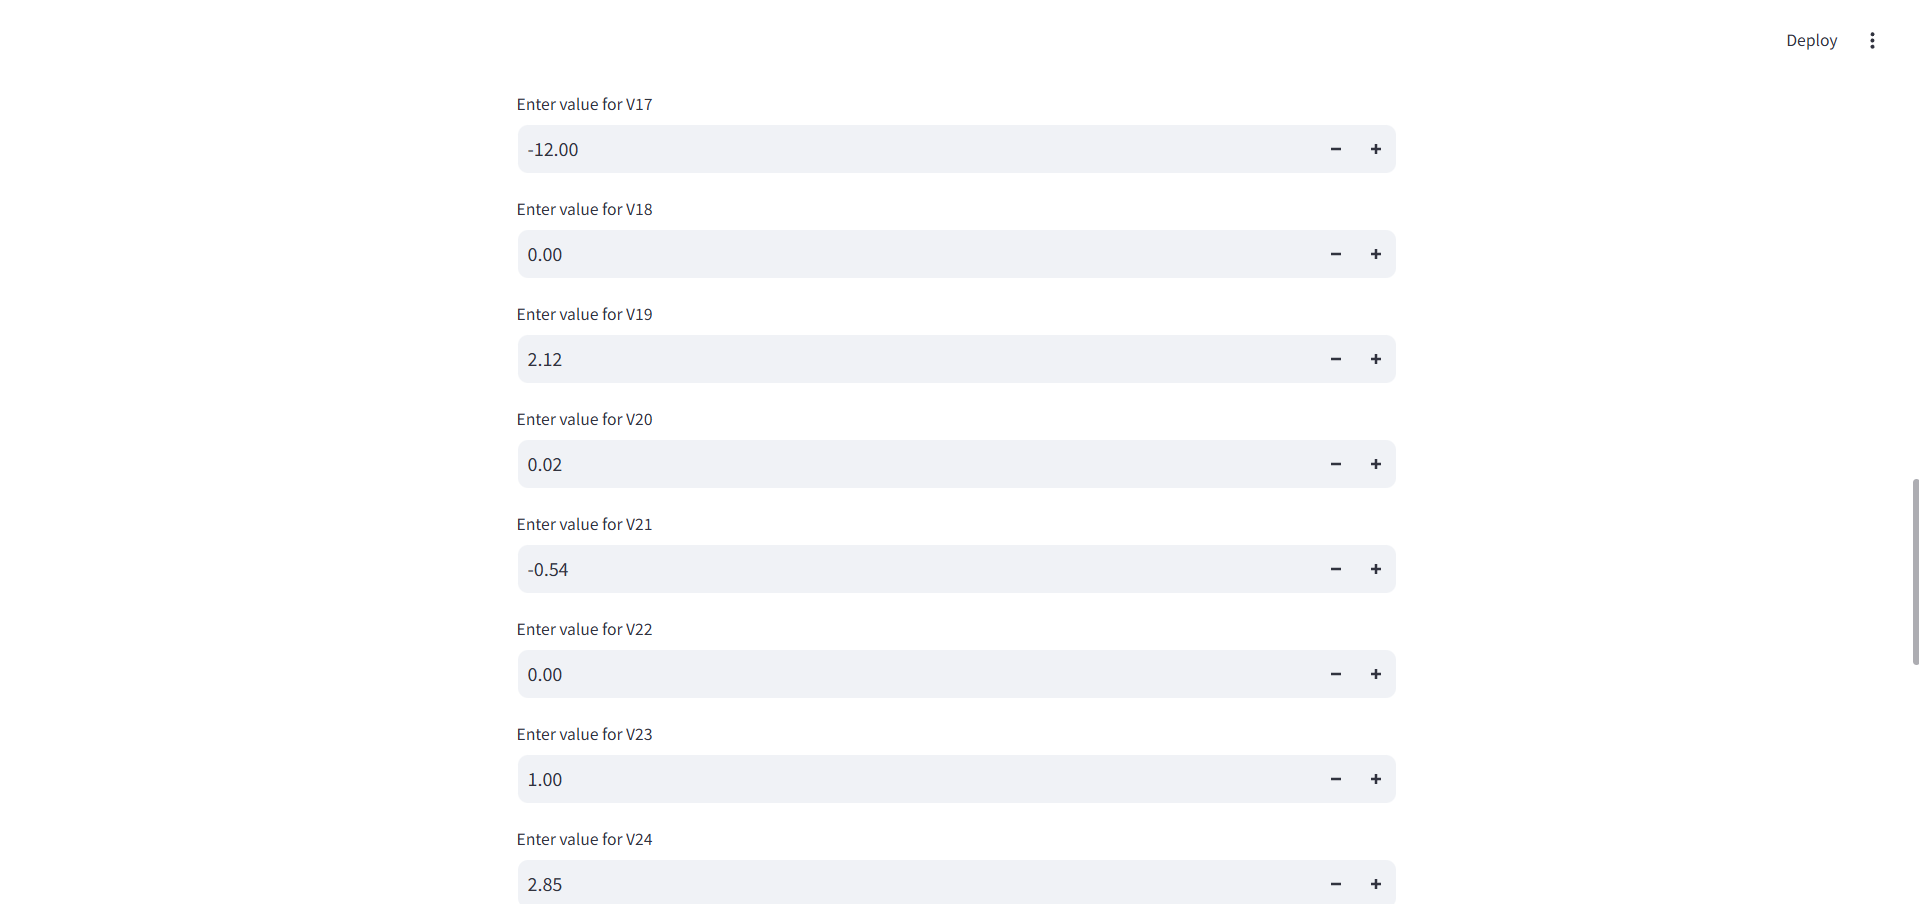 Deploy
Enter value for V17
-12.00
Enter value for V18
0.00
Enter value for V19
2.12
Enter value for V20
0.02
Enter value for V21
-0.54
Enter value for V22
0.00
Enter value for V23
1.00
Enter value for V24
2.85